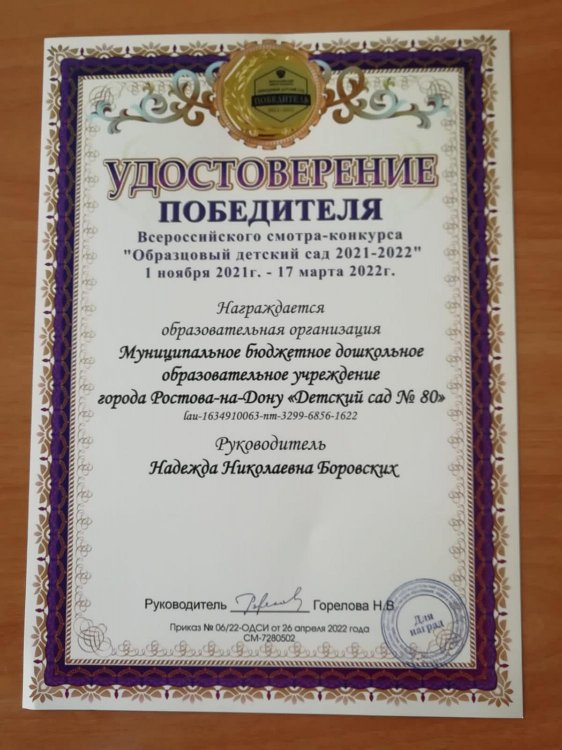 ПОБЕДИТЕЛЬ
УДОСТОВЕРЕНИЕ
ПОБЕДИТЕЛЯ
Всероссийского смотра-конкурса
"Образцовый детский сад 2021-2022"
1 ноября 2021г. - 17 марта 2022г.
Награждается
образовательная организация
Муниципальное бюджетное дошкольное
образовательное учреждение
города Ростова-на-Дону «Детский сад № 80»
lau-1634910063-nm-3299-6856-1622
Руководитель
Надежда Николаевна Боровских
Руководитель Горелова Н.В.
Приказ № 06/22-ОДСИ от 26 апреля 2022 года
СМ-7280502
Для
наград